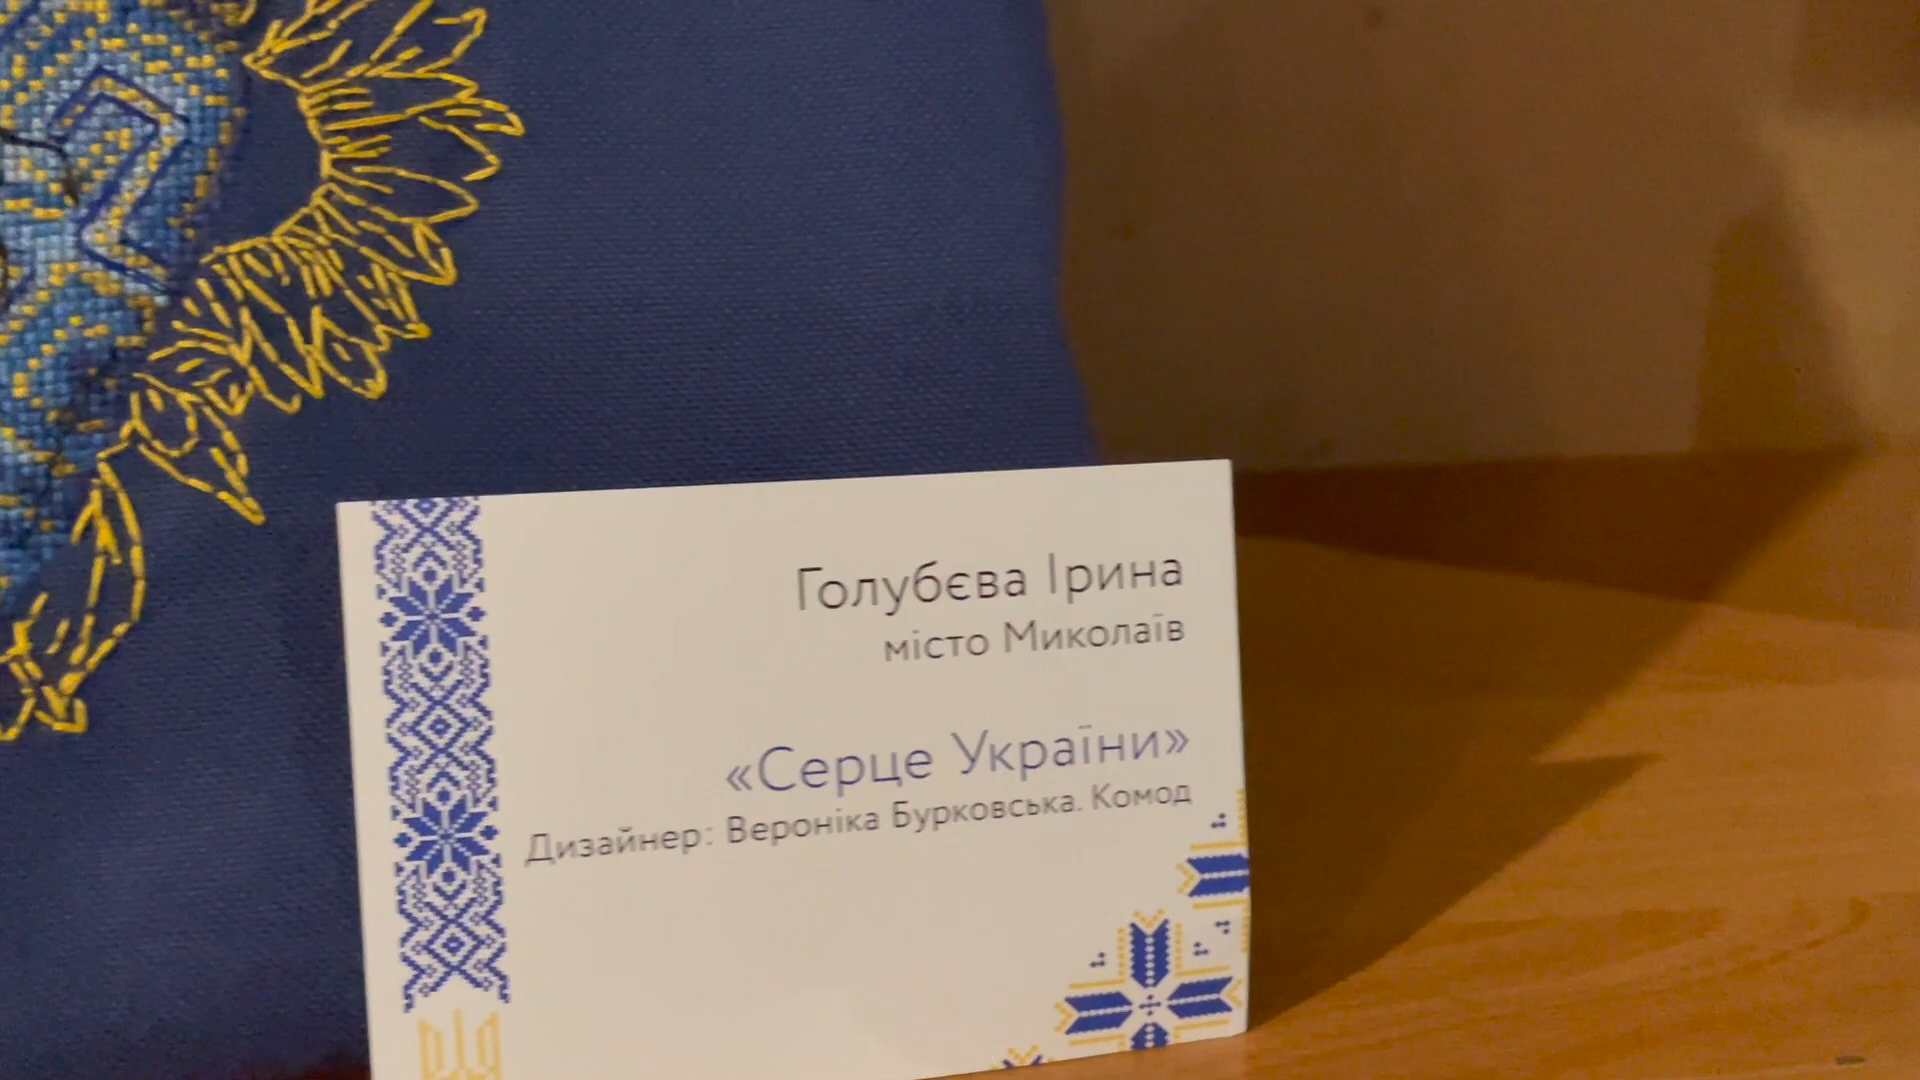 Голубєва Ірина
місто Миколаїв
«Серце України»
Дизайнер: Вероніка Бурковська. Комод